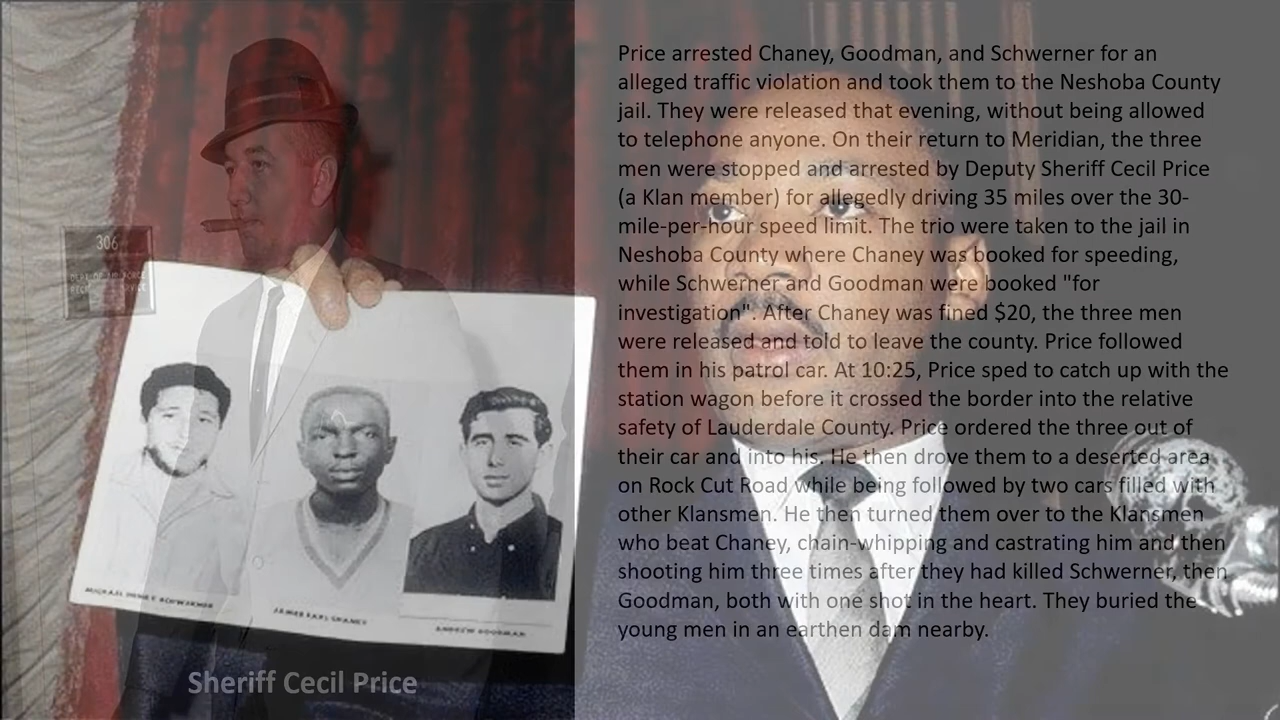 306
DEPT OF AIR FORCE
MICHAEL HENRY SCHWERNER
JAMES EARL CHANEY
ANDREW GOODMAN
Sheriff Cecil Price
Price arrested Chaney, Goodman, and Schwerner for an
alleged traffic violation and took them to the Neshoba County
jail. They were released that evening, without being allowed
to telephone anyone. On their return to Meridian, the three
men were stopped and arrested by Deputy Sheriff Cecil Price
(a Klan member) for allegedly driving 35 miles over the 30-
mile-per-hour speed limit. The trio were taken to the jail in
Neshoba County where Chaney was booked for speeding,
while Schwerner and Goodman were booked "for
investigation". After Chaney was fined $20, the three men
were released and told to leave the county. Price followed
them in his patrol car. At 10:25, Price sped to catch up with the
station wagon before it crossed the border into the relative
safety of Lauderdale County. Price ordered the three out of
their car and into his. He then drove them to a deserted area
on Rock Cut Road while being followed by two cars filled with
other Klansmen. He then turned them over to the Klansmen
who beat Chaney, chain-whipping and castrating him and then
shooting him three times after they had killed Schwerner, then
Goodman, both with one shot in the heart. They buried the
young men in an earthen dam nearby.